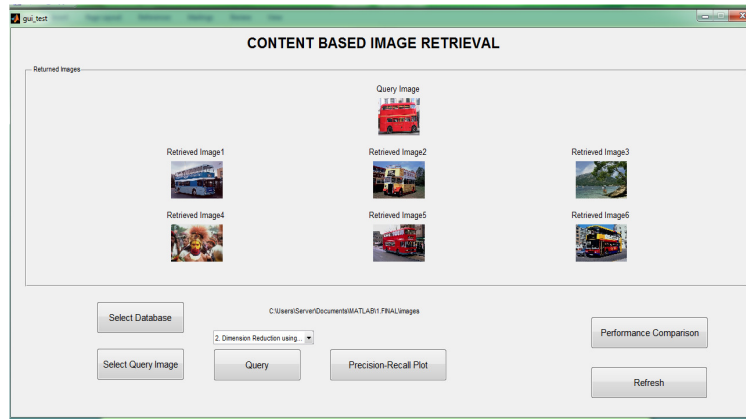 gui_test
CONTENT BASED IMAGE RETRIEVAL
Returned Images
Query Image
Retrieved Image1
Retrieved Image2
Retrieved Image3
Retrieved Image4
Retrieved Image5
Retrieved Image6
Select Database
C:\Users\Server\Documents\MATLAB\1.FINAL\images
2. Dimension Reduction using...
Performance Comparison
Select Query Image
Query
Precision-Recall Plot
Refresh